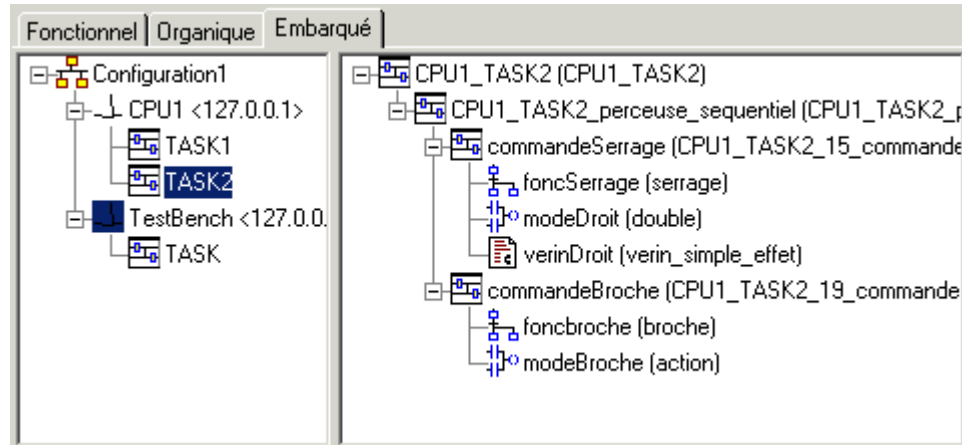 Fonctionnel Organique Embarqué
Configuration1
CPU1 <127.0.0.1>
TASK1
TASK2
TestBench <127.0.0.
TASK
CPU1_TASK2 (CPU1_TASK2)
CPU1_TASK2_perceuse_sequentiel (CPU1_TASK2_p
commandeSerrage (CPU1_TASK2_15_commande
foncSerrage (serrage)
modeDroit (double)
verinDroit (verin_simple_effet)
commandeBroche (CPU1_TASK2_19_commande
foncbroche (broche)
modeBroche (action)